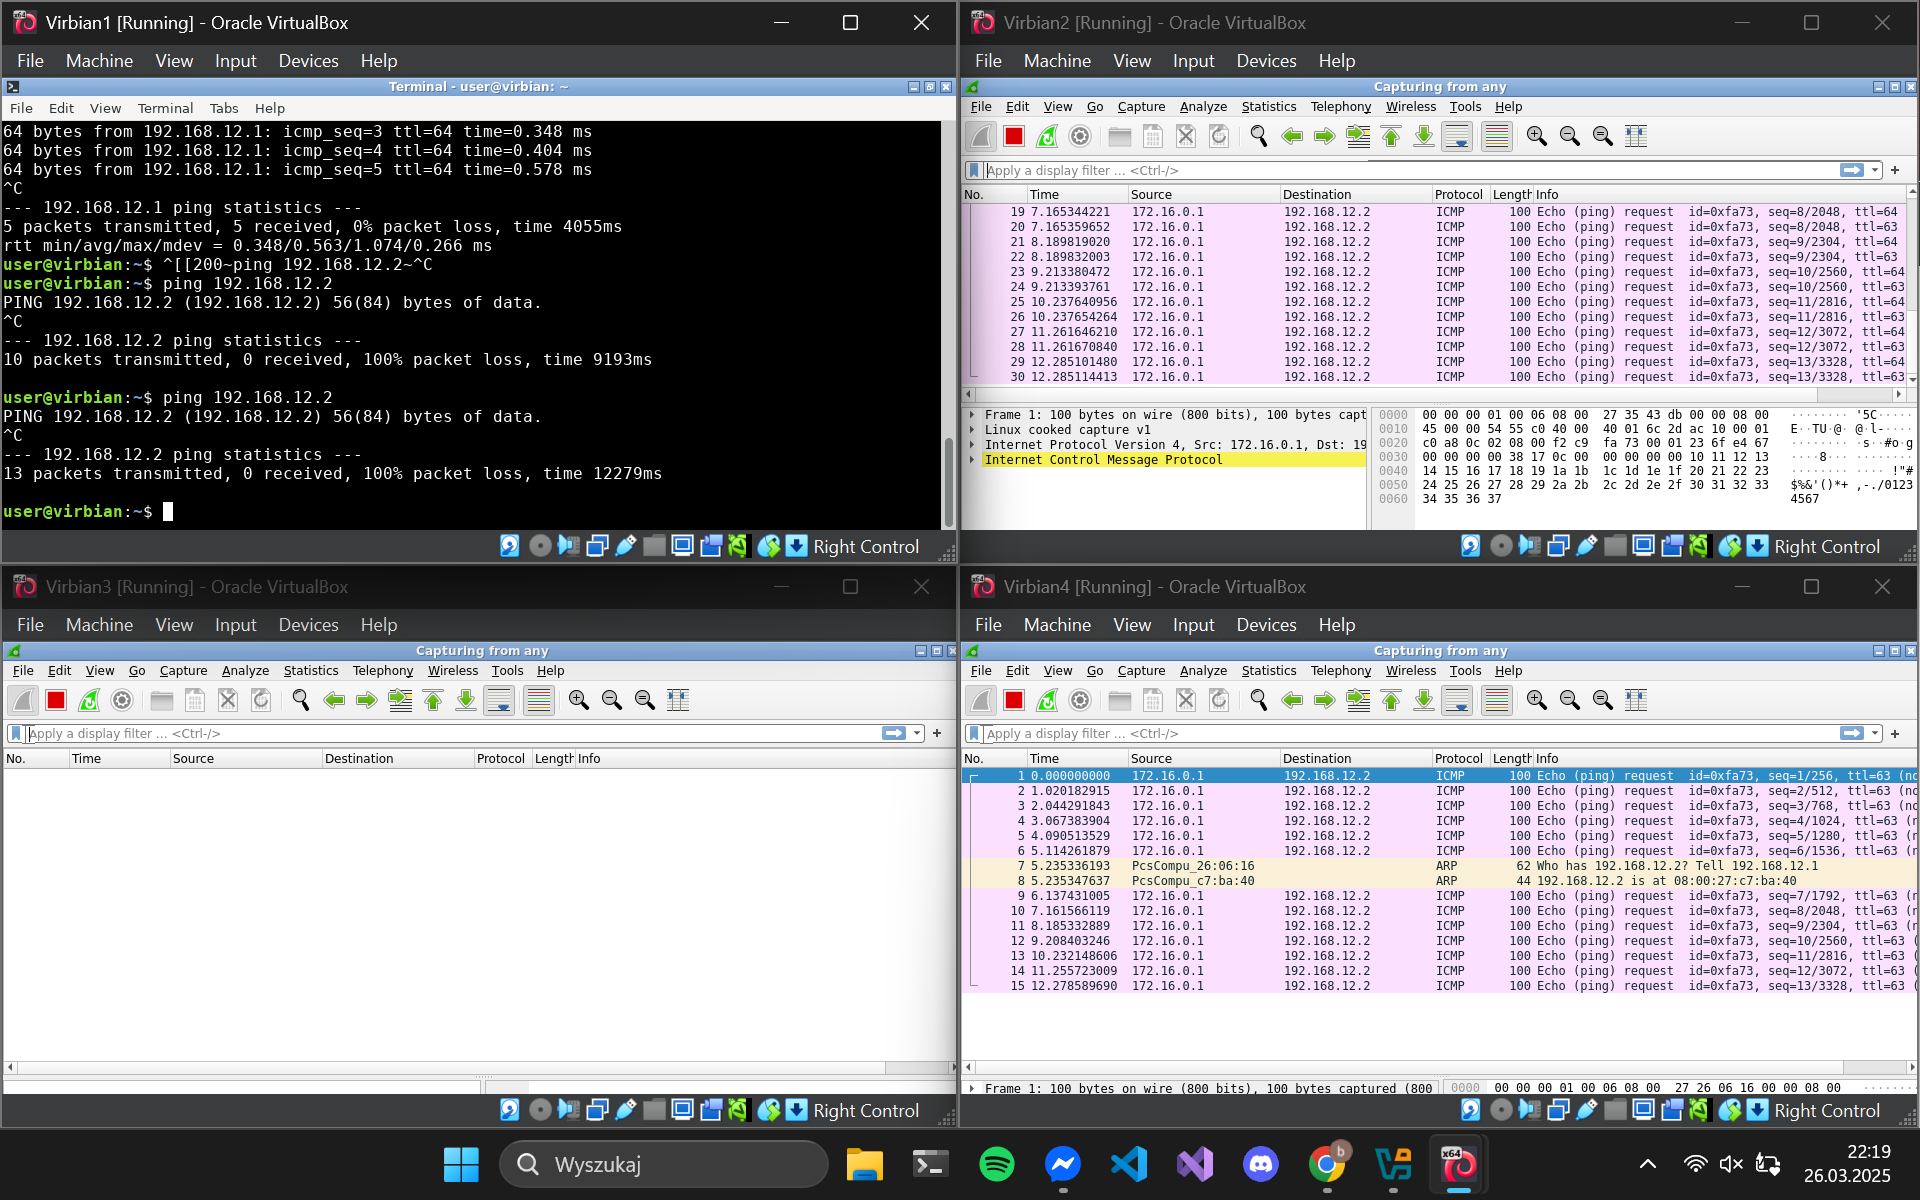 Virbian1 [Running] - Oracle VirtualBox
File Machine View Input Devices Help
Terminal - user@virbian: ~
File Edit View Terminal Tabs Help
64 bytes from 192.168.12.1: icmp_seq=3 ttl=64 time=0.348 ms
64 bytes from 192.168.12.1: icmp_seq=4 ttl=64 time=0.404 ms
64 bytes from 192.168.12.1: icmp_seq=5 ttl=64 time=0.578 ms
^C
--- 192.168.12.1 ping statistics ---
5 packets transmitted, 5 received, 0% packet loss, time 4055ms
rtt min/avg/max/mdev = 0.348/0.563/1.074/0.266 ms
user@virbian:~$ ^[[200~ping 192.168.12.2~^C
user@virbian:~$ ping 192.168.12.2
PING 192.168.12.2 (192.168.12.2) 56(84) bytes of data.
^C
--- 192.168.12.2 ping statistics ---
10 packets transmitted, 0 received, 100% packet loss, time 9193ms
user@virbian:~$ ping 192.168.12.2
PING 192.168.12.2 (192.168.12.2) 56(84) bytes of data.
^C
--- 192.168.12.2 ping statistics ---
13 packets transmitted, 0 received, 100% packet loss, time 12279ms
user@virbian:~$
Right Control
Virbian2 [Running] - Oracle VirtualBox
File Machine View Input Devices Help
Capturing from any
File Edit View Go Capture Analyze Statistics Telephony Wireless Tools Help
Apply a display filter ... <Ctrl-/>
No. Time Source Destination Protocol Length Info
19 7.165344221 172.16.0.1 192.168.12.2 ICMP 100 Echo (ping) request id=0xfa73, seq=8/2048, ttl=64
20 7.165359652 172.16.0.1 192.168.12.2 ICMP 100 Echo (ping) request id=0xfa73, seq=8/2048, ttl=63
21 8.189819020 172.16.0.1 192.168.12.2 ICMP 100 Echo (ping) request id=0xfa73, seq=9/2304, ttl=64
22 8.189832003 172.16.0.1 192.168.12.2 ICMP 100 Echo (ping) request id=0xfa73, seq=9/2304, ttl=63
23 9.213380472 172.16.0.1 192.168.12.2 ICMP 100 Echo (ping) request id=0xfa73, seq=10/2560, ttl=64
24 9.213393761 172.16.0.1 192.168.12.2 ICMP 100 Echo (ping) request id=0xfa73, seq=10/2560, ttl=63
25 10.237640956 172.16.0.1 192.168.12.2 ICMP 100 Echo (ping) request id=0xfa73, seq=11/2816, ttl=64
26 10.237654264 172.16.0.1 192.168.12.2 ICMP 100 Echo (ping) request id=0xfa73, seq=11/2816, ttl=63
27 11.261646210 172.16.0.1 192.168.12.2 ICMP 100 Echo (ping) request id=0xfa73, seq=12/3072, ttl=64
28 11.261670840 172.16.0.1 192.168.12.2 ICMP 100 Echo (ping) request id=0xfa73, seq=12/3072, ttl=63
29 12.285101480 172.16.0.1 192.168.12.2 ICMP 100 Echo (ping) request id=0xfa73, seq=13/3328, ttl=64
30 12.285114413 172.16.0.1 192.168.12.2 ICMP 100 Echo (ping) request id=0xfa73, seq=13/3328, ttl=63
Frame 1: 100 bytes on wire (800 bits), 100 bytes capt
Linux cooked capture v1
Internet Protocol Version 4, Src: 172.16.0.1, Dst: 19
Internet Control Message Protocol
0000 00 00 00 01 00 06 08 00 27 35 43 db 00 00 08 00 ········ '5C·····
0010 45 00 00 54 55 c0 40 00 40 01 6c 2d ac 10 00 01 E··TU·@· @·l-····
0020 c0 a8 0c 02 08 00 f2 c9 fa 73 00 01 23 6f e4 67 ········ ·s··#o·g
0030 00 00 00 00 38 17 0c 00 00 00 00 00 10 11 12 13 ····8··· ········
0040 14 15 16 17 18 19 1a 1b 1c 1d 1e 1f 20 21 22 23 ········ ···· !"#
0050 24 25 26 27 28 29 2a 2b 2c 2d 2e 2f 30 31 32 33 $%&'()*+ ,-./0123
0060 34 35 36 37 4567
Right Control
Virbian3 [Running] - Oracle VirtualBox
File Machine View Input Devices Help
Capturing from any
File Edit View Go Capture Analyze Statistics Telephony Wireless Tools Help
Apply a display filter ... <Ctrl-/>
No. Time Source Destination Protocol Length Info
Right Control
Virbian4 [Running] - Oracle VirtualBox
File Machine View Input Devices Help
Capturing from any
File Edit View Go Capture Analyze Statistics Telephony Wireless Tools Help
Apply a display filter ... <Ctrl-/>
No. Time Source Destination Protocol Length Info
1 0.000000000 172.16.0.1 192.168.12.2 ICMP 100 Echo (ping) request id=0xfa73, seq=1/256, ttl=63 (no
2 1.020182915 172.16.0.1 192.168.12.2 ICMP 100 Echo (ping) request id=0xfa73, seq=2/512, ttl=63 (no
3 2.044291843 172.16.0.1 192.168.12.2 ICMP 100 Echo (ping) request id=0xfa73, seq=3/768, ttl=63 (no
4 3.067383904 172.16.0.1 192.168.12.2 ICMP 100 Echo (ping) request id=0xfa73, seq=4/1024, ttl=63 (n
5 4.090513529 172.16.0.1 192.168.12.2 ICMP 100 Echo (ping) request id=0xfa73, seq=5/1280, ttl=63 (n
6 5.114261879 172.16.0.1 192.168.12.2 ICMP 100 Echo (ping) request id=0xfa73, seq=6/1536, ttl=63 (n
7 5.235336193 PcsCompu_26:06:16 ARP 62 Who has 192.168.12.2? Tell 192.168.12.1
8 5.235347637 PcsCompu_c7:ba:40 ARP 44 192.168.12.2 is at 08:00:27:c7:ba:40
9 6.137431005 172.16.0.1 192.168.12.2 ICMP 100 Echo (ping) request id=0xfa73, seq=7/1792, ttl=63 (n
10 7.161566119 172.16.0.1 192.168.12.2 ICMP 100 Echo (ping) request id=0xfa73, seq=8/2048, ttl=63 (n
11 8.185332889 172.16.0.1 192.168.12.2 ICMP 100 Echo (ping) request id=0xfa73, seq=9/2304, ttl=63 (n
12 9.208403246 172.16.0.1 192.168.12.2 ICMP 100 Echo (ping) request id=0xfa73, seq=10/2560, ttl=63 (
13 10.232148606 172.16.0.1 192.168.12.2 ICMP 100 Echo (ping) request id=0xfa73, seq=11/2816, ttl=63 (
14 11.255723009 172.16.0.1 192.168.12.2 ICMP 100 Echo (ping) request id=0xfa73, seq=12/3072, ttl=63 (
15 12.278589690 172.16.0.1 192.168.12.2 ICMP 100 Echo (ping) request id=0xfa73, seq=13/3328, ttl=63 (
Frame 1: 100 bytes on wire (800 bits), 100 bytes captured (800
0000 00 00 00 01 00 06 08 00 27 26 06 16 00 00 08 00 ········
Right Control
Wyszukaj
b
x64
22:19
26.03.2025